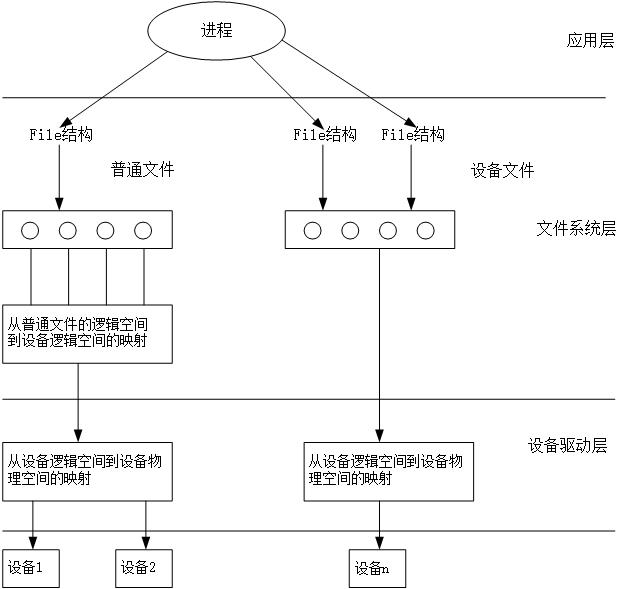 进程
应用层
File结构
File结构
File结构
普通文件
设备文件
文件系统层
从普通文件的逻辑空间
到设备逻辑空间的映射
设备驱动层
从设备逻辑空间到设备物
理空间的映射
从设备逻辑空间到设备物
理空间的映射
设备1
设备2
设备n